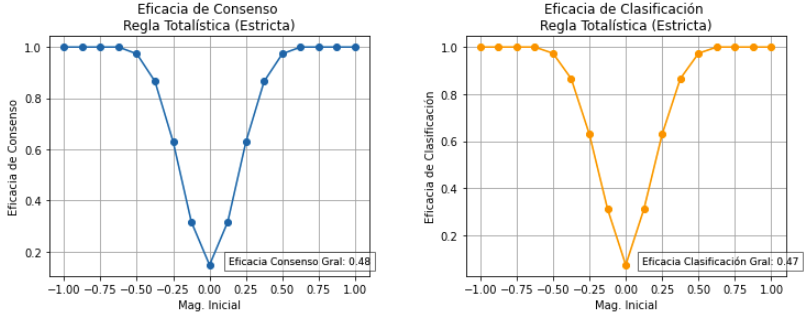 Eficacia de Consenso
Regla Totalística (Estricta)
Eficacia de Consenso
1.0
0.8
0.6
0.4
0.2
Eficacia Consenso Gral: 0.48
−1.00 −0.75 −0.50 −0.25 0.00 0.25 0.50 0.75 1.00
Mag. Inicial
Eficacia de Clasificación
Regla Totalística (Estricta)
Eficacia de Clasificación
1.0
0.8
0.6
0.4
0.2
Eficacia Clasificación Gral: 0.47
−1.00 −0.75 −0.50 −0.25 0.00 0.25 0.50 0.75 1.00
Mag. Inicial